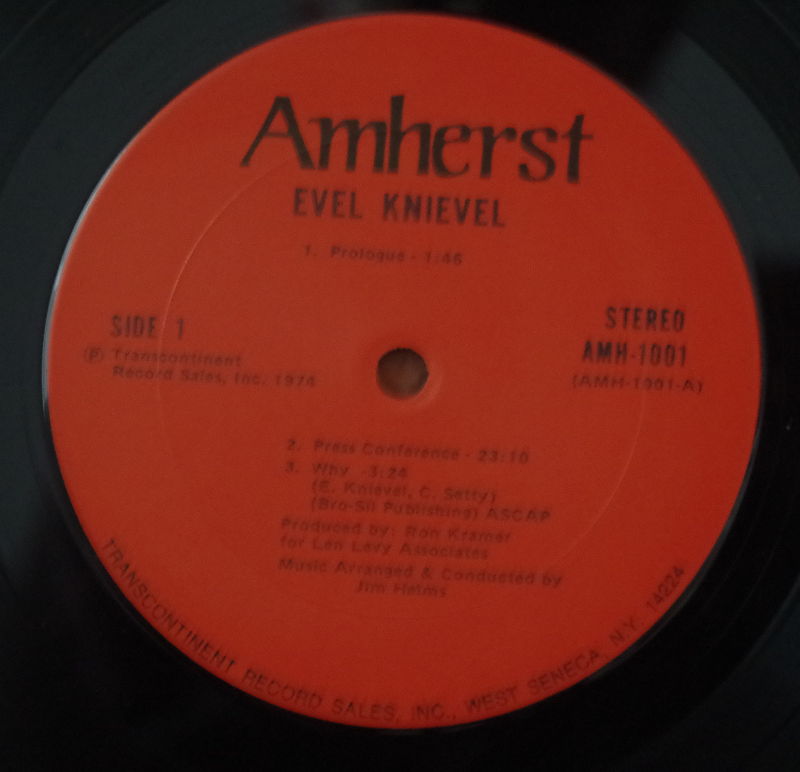 Amherst
EVEL KNIEVEL
1. Prologue - 1:46
SIDE 1
Ⓟ Transcontinent
Record Sales, Inc. 1974
STEREO
AMH-1001
(AMH-1001-A)
2. Press Conference - 23:10
3. Why - 3:24
(E. Knievel, C. Setty)
(Bro-Sil Publishing) ASCAP
Produced by: Ron Kramer
for Len Levy Associates
Music Arranged & Conducted by
Jim Helms
TRANSCONTINENT RECORD SALES, INC., WEST SENECA, N.Y. 14224